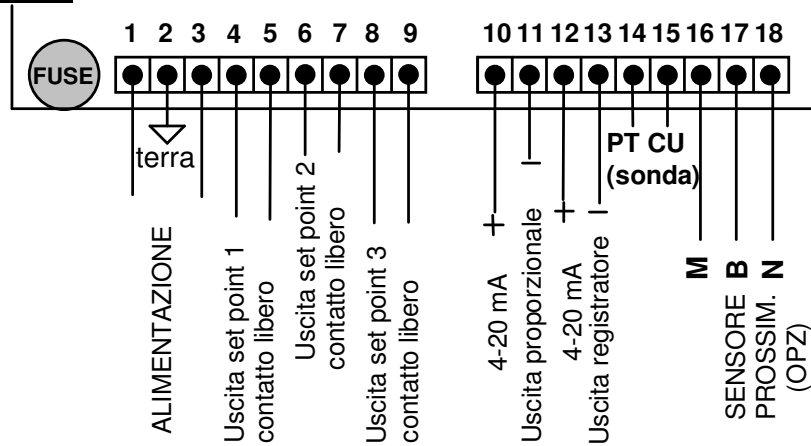 1 2 3 4 5 6 7 8 9 10 11 12 13 14 15 16 17 18
FUSE
terra
ALIMENTAZIONE
Uscita set point 1
contatto libero
Uscita set point 2
contatto libero
Uscita set point 3
contatto libero
+ −
4-20 mA
Uscita proporzionale
+ −
4-20 mA
Uscita registratore
PT CU
(sonda)
M B N
SENSORE
PROSSIM.
(OPZ)